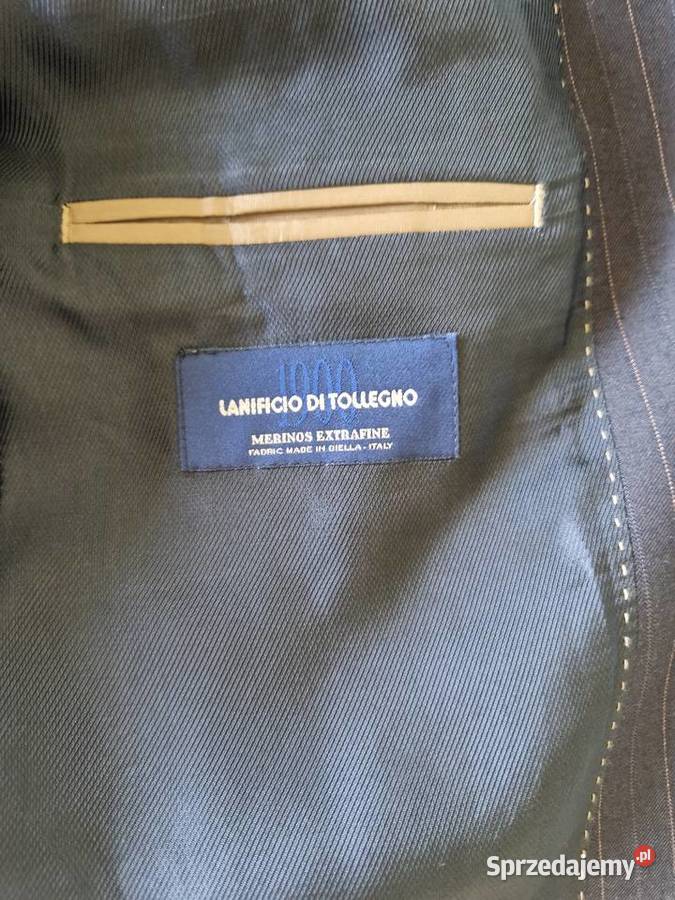 1900
LANIFICIO DI TOLLEGNO
MERINOS EXTRAFINE
FABRIC MADE IN BIELLA - ITALY
Sprzedajemy.pl